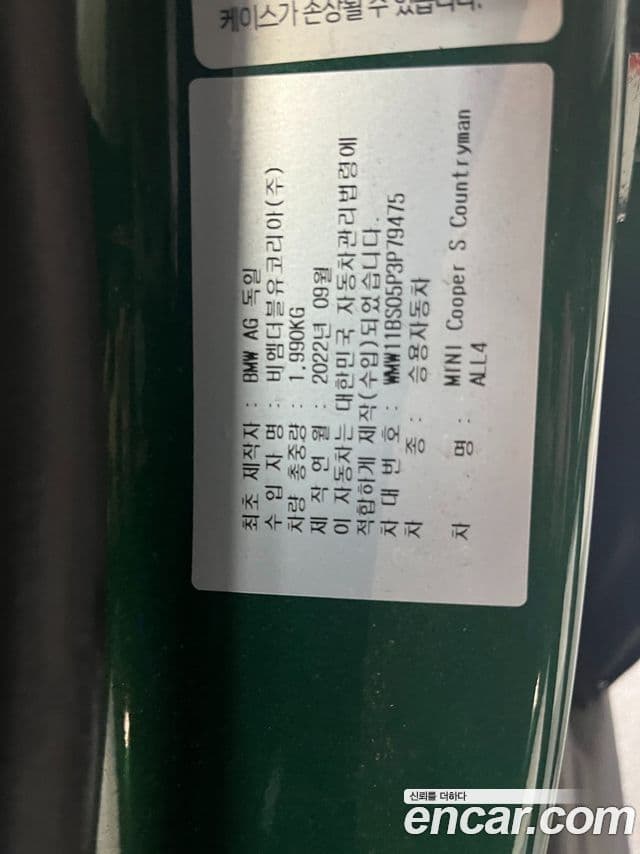 케이스가 손상될 수 있습니다.
최초 제작자 : BMW AG 독일
수 입 자 명 : 비엠더블유코리아(주)
차량 총중량 : 1,990KG
제 작 연 월 : 2022년 09월
이 자동차는 대한민국 자동차관리법령에
적합하게 제작(수입)되었습니다.
차 대 번 호 : WMW11BS05P3P79475
차 종 : 승용자동차
차 명 : MINI Cooper S Countryman
ALL4
신뢰를 더하다
encar.com